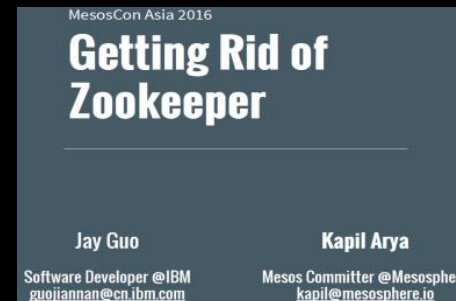 MesosCon Asia 2016
Getting Rid of
Zookeeper
Jay Guo
Software Developer @IBM
guojiannan@cn.ibm.com
Kapil Arya
Mesos Committer @Mesosphe
kapil@mesosphere.io